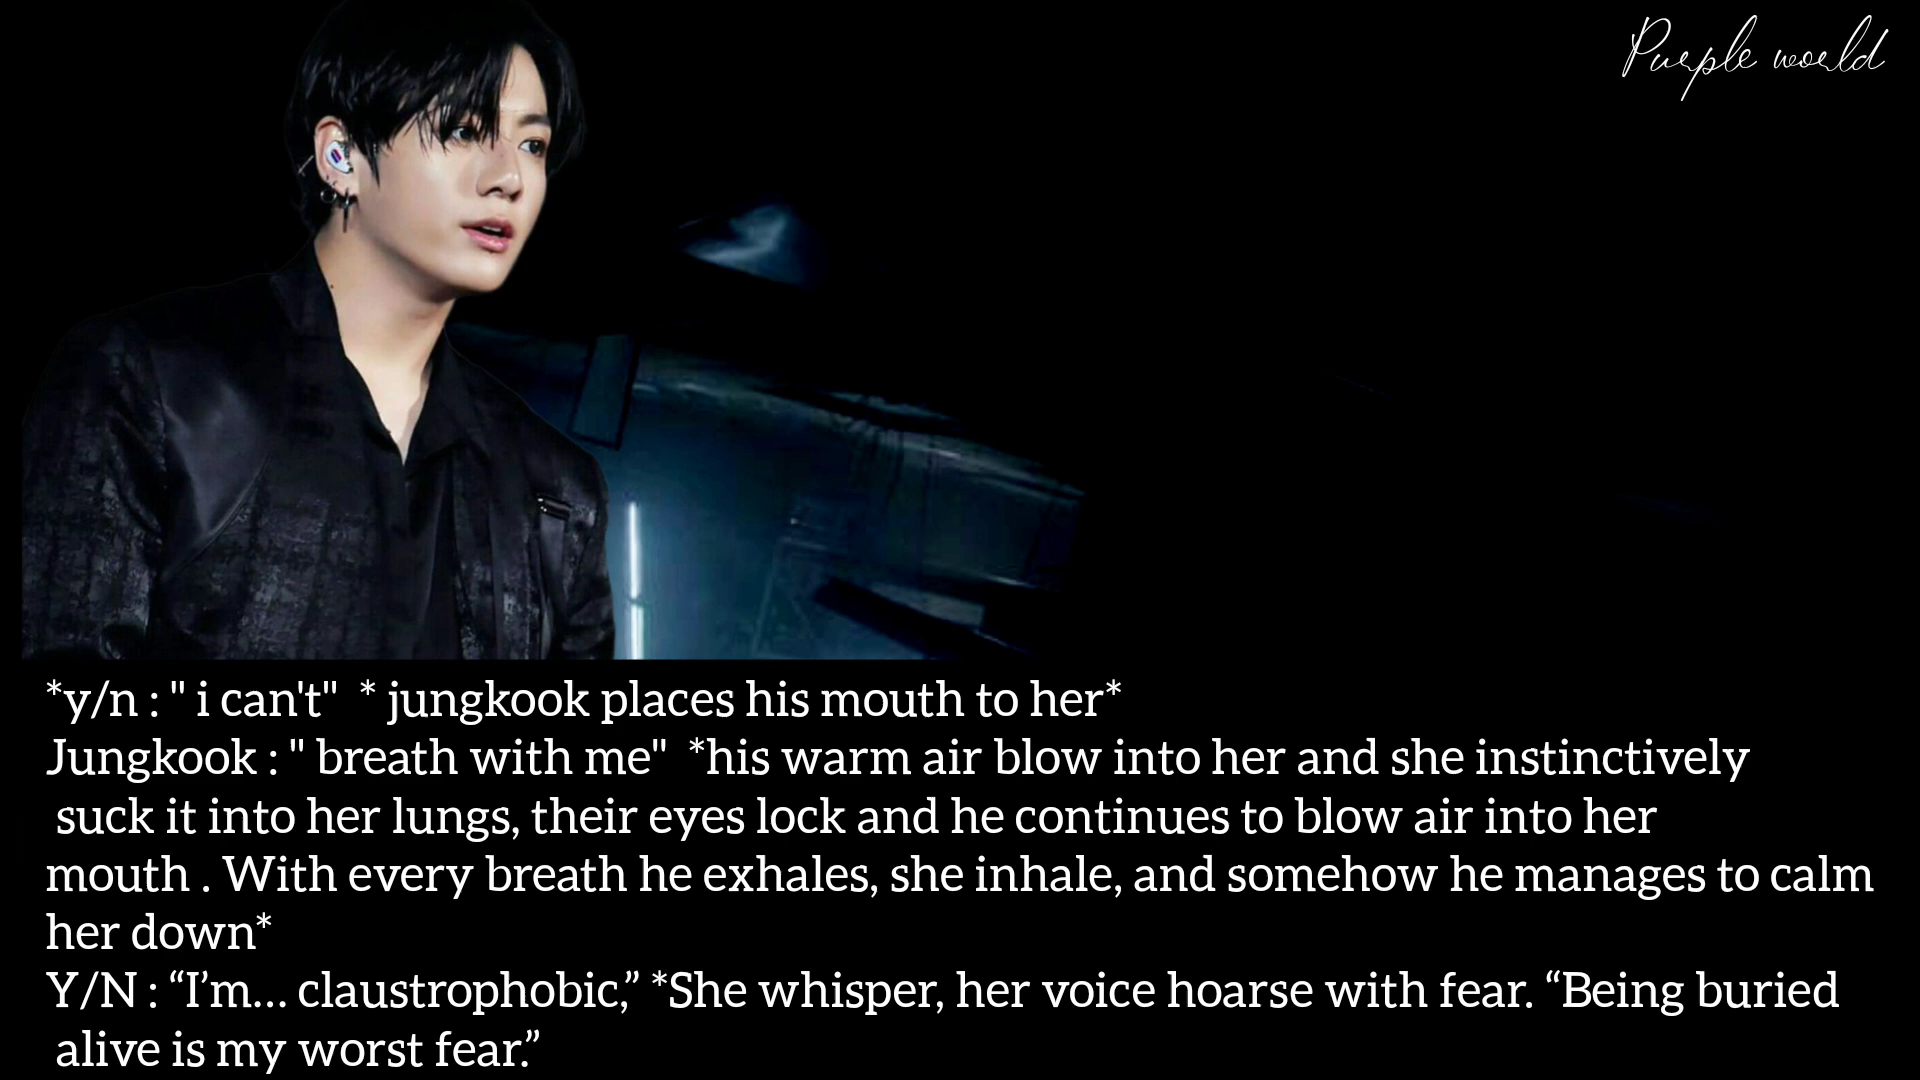 Purple world
*y/n : " i can't"  * jungkook places his mouth to her*
Jungkook : " breath with me"  *his warm air blow into her and she instinctively
suck it into her lungs, their eyes lock and he continues to blow air into her
mouth . With every breath he exhales, she inhale, and somehow he manages to calm
her down*
Y/N : “I’m... claustrophobic,” *She whisper, her voice hoarse with fear. “Being buried
alive is my worst fear.”